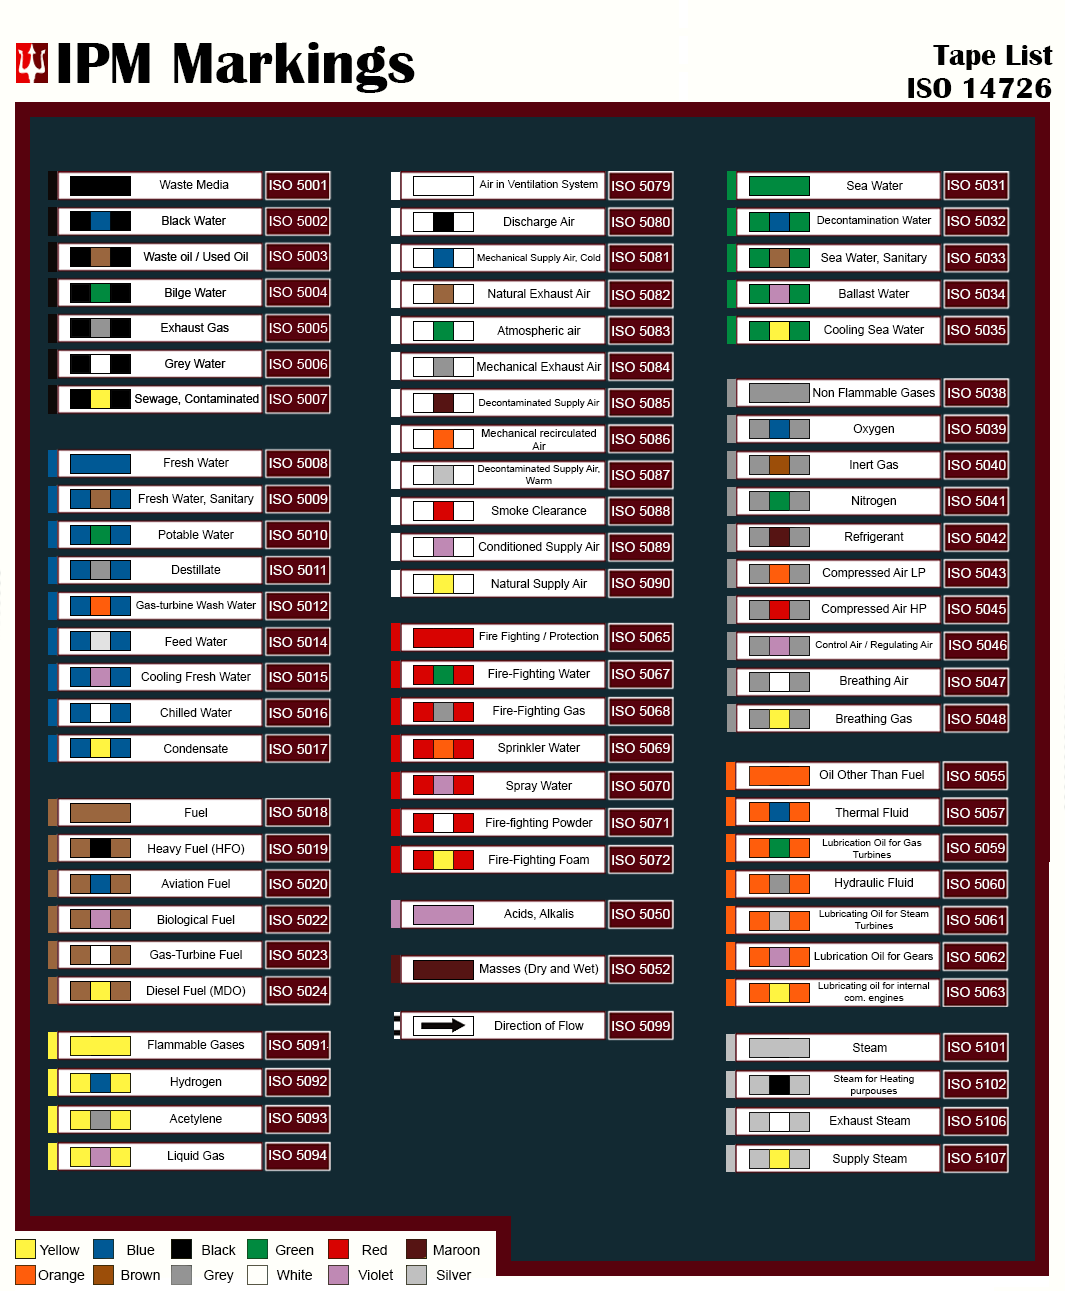 IPM Markings
Tape List
ISO 14726
Waste Media ISO 5001
Black Water ISO 5002
Waste oil / Used Oil ISO 5003
Bilge Water ISO 5004
Exhaust Gas ISO 5005
Grey Water ISO 5006
Sewage, Contaminated ISO 5007
Fresh Water ISO 5008
Fresh Water, Sanitary ISO 5009
Potable Water ISO 5010
Destillate ISO 5011
Gas-turbine Wash Water ISO 5012
Feed Water ISO 5014
Cooling Fresh Water ISO 5015
Chilled Water ISO 5016
Condensate ISO 5017
Fuel ISO 5018
Heavy Fuel (HFO) ISO 5019
Aviation Fuel ISO 5020
Biological Fuel ISO 5022
Gas-Turbine Fuel ISO 5023
Diesel Fuel (MDO) ISO 5024
Flammable Gases ISO 5091
Hydrogen ISO 5092
Acetylene ISO 5093
Liquid Gas ISO 5094
Air in Ventilation System ISO 5079
Discharge Air ISO 5080
Mechanical Supply Air, Cold ISO 5081
Natural Exhaust Air ISO 5082
Atmospheric air ISO 5083
Mechanical Exhaust Air ISO 5084
Decontaminated Supply Air ISO 5085
Mechanical recirculated
Air
ISO 5086
Decontaminated Supply Air,
Warm
ISO 5087
Smoke Clearance ISO 5088
Conditioned Supply Air ISO 5089
Natural Supply Air ISO 5090
Fire Fighting / Protection ISO 5065
Fire-Fighting Water ISO 5067
Fire-Fighting Gas ISO 5068
Sprinkler Water ISO 5069
Spray Water ISO 5070
Fire-fighting Powder ISO 5071
Fire-Fighting Foam ISO 5072
Acids, Alkalis ISO 5050
Masses (Dry and Wet) ISO 5052
Direction of Flow ISO 5099
Sea Water ISO 5031
Decontamination Water ISO 5032
Sea Water, Sanitary ISO 5033
Ballast Water ISO 5034
Cooling Sea Water ISO 5035
Non Flammable Gases ISO 5038
Oxygen ISO 5039
Inert Gas ISO 5040
Nitrogen ISO 5041
Refrigerant ISO 5042
Compressed Air LP ISO 5043
Compressed Air HP ISO 5045
Control Air / Regulating Air ISO 5046
Breathing Air ISO 5047
Breathing Gas ISO 5048
Oil Other Than Fuel ISO 5055
Thermal Fluid ISO 5057
Lubrication Oil for Gas
Turbines
ISO 5059
Hydraulic Fluid ISO 5060
Lubricating Oil for Steam
Turbines
ISO 5061
Lubrication Oil for Gears ISO 5062
Lubricating oil for internal
com. engines
ISO 5063
Steam ISO 5101
Steam for Heating
purpouses
ISO 5102
Exhaust Steam ISO 5106
Supply Steam ISO 5107
Yellow Blue Black Green Red Maroon
Orange Brown Grey White Violet Silver